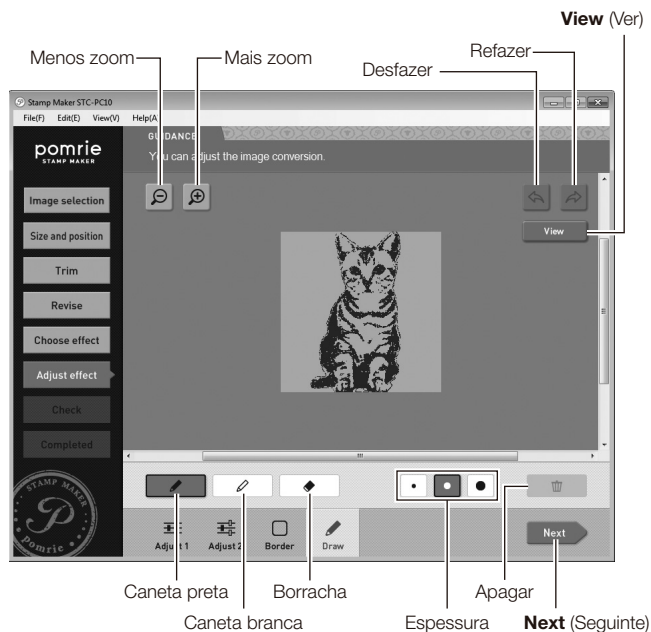 View (Ver)
Menos zoom
Mais zoom
Refazer
Desfazer
Stamp Maker STC-PC10
File(F) Edit(E) View(V) Help(A)
GUIDANCE
You can adjust the image conversion.
pomrie
STAMP MAKER
Image selection
Size and position
Trim
Revise
Choose effect
Adjust effect
Check
Completed
View
STAMP MAKER
P
pomrie
Adjust 1
Adjust 2
Border
Draw
Next
Caneta preta
Borracha
Apagar
Caneta branca
Espessura
Next (Seguinte)